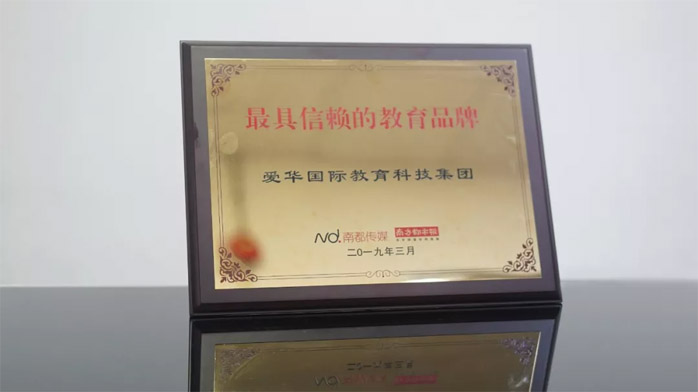 最具信赖的教育品牌
爱华国际教育科技集团
Nd. 南都传媒 南方都市报
二〇一九年三月